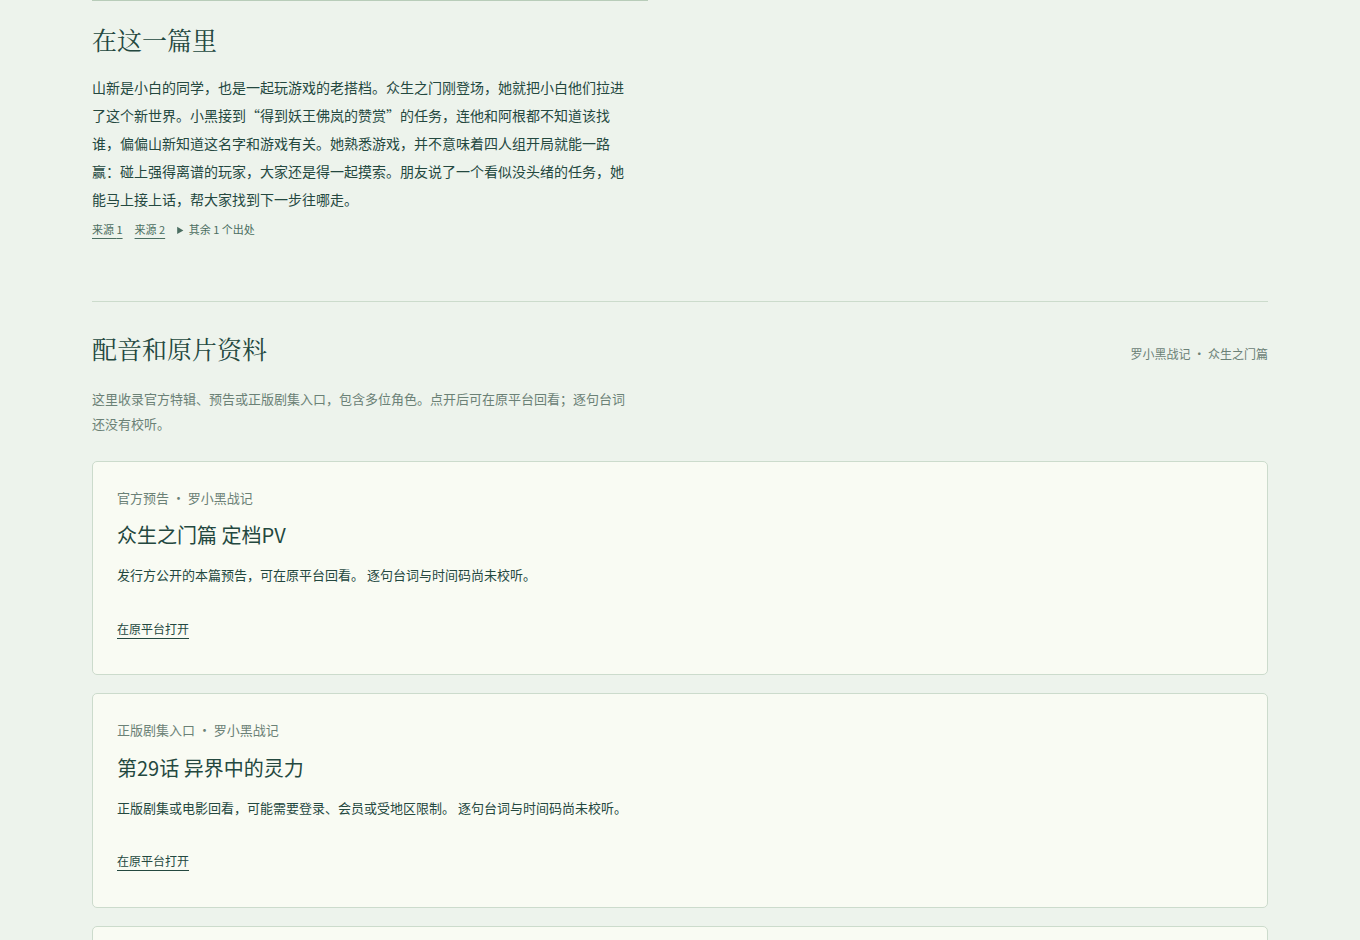 在这一篇里
山新是小白的同学，也是一起玩游戏的老搭档。众生之门刚登场，她就把小白他们拉进
了这个新世界。小黑接到“得到妖王佛岚的赞赏”的任务，连他和阿根都不知道该找
谁，偏偏山新知道这名字和游戏有关。她熟悉游戏，并不意味着四人组开局就能一路
赢：碰上强得离谱的玩家，大家还是得一起摸索。朋友说了一个看似没头绪的任务，她
能马上接上话，帮大家找到下一步往哪走。
来源 1 来源 2 ▶ 其余 1 个出处
配音和原片资料
罗小黑战记 · 众生之门篇
这里收录官方特辑、预告或正版剧集入口，包含多位角色。点开后可在原平台回看；逐句台词
还没有校听。
官方预告 · 罗小黑战记
众生之门篇 定档PV
发行方公开的本篇预告，可在原平台回看。 逐句台词与时间码尚未校听。
在原平台打开
正版剧集入口 · 罗小黑战记
第29话 异界中的灵力
正版剧集或电影回看，可能需要登录、会员或受地区限制。 逐句台词与时间码尚未校听。
在原平台打开